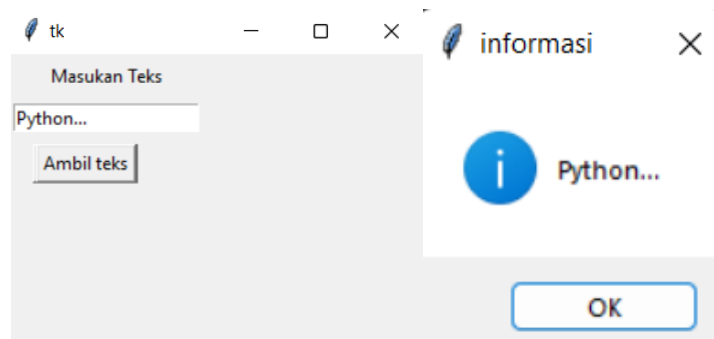 tk
Masukan Teks
Python...
Ambil teks
informasi
Python...
OK